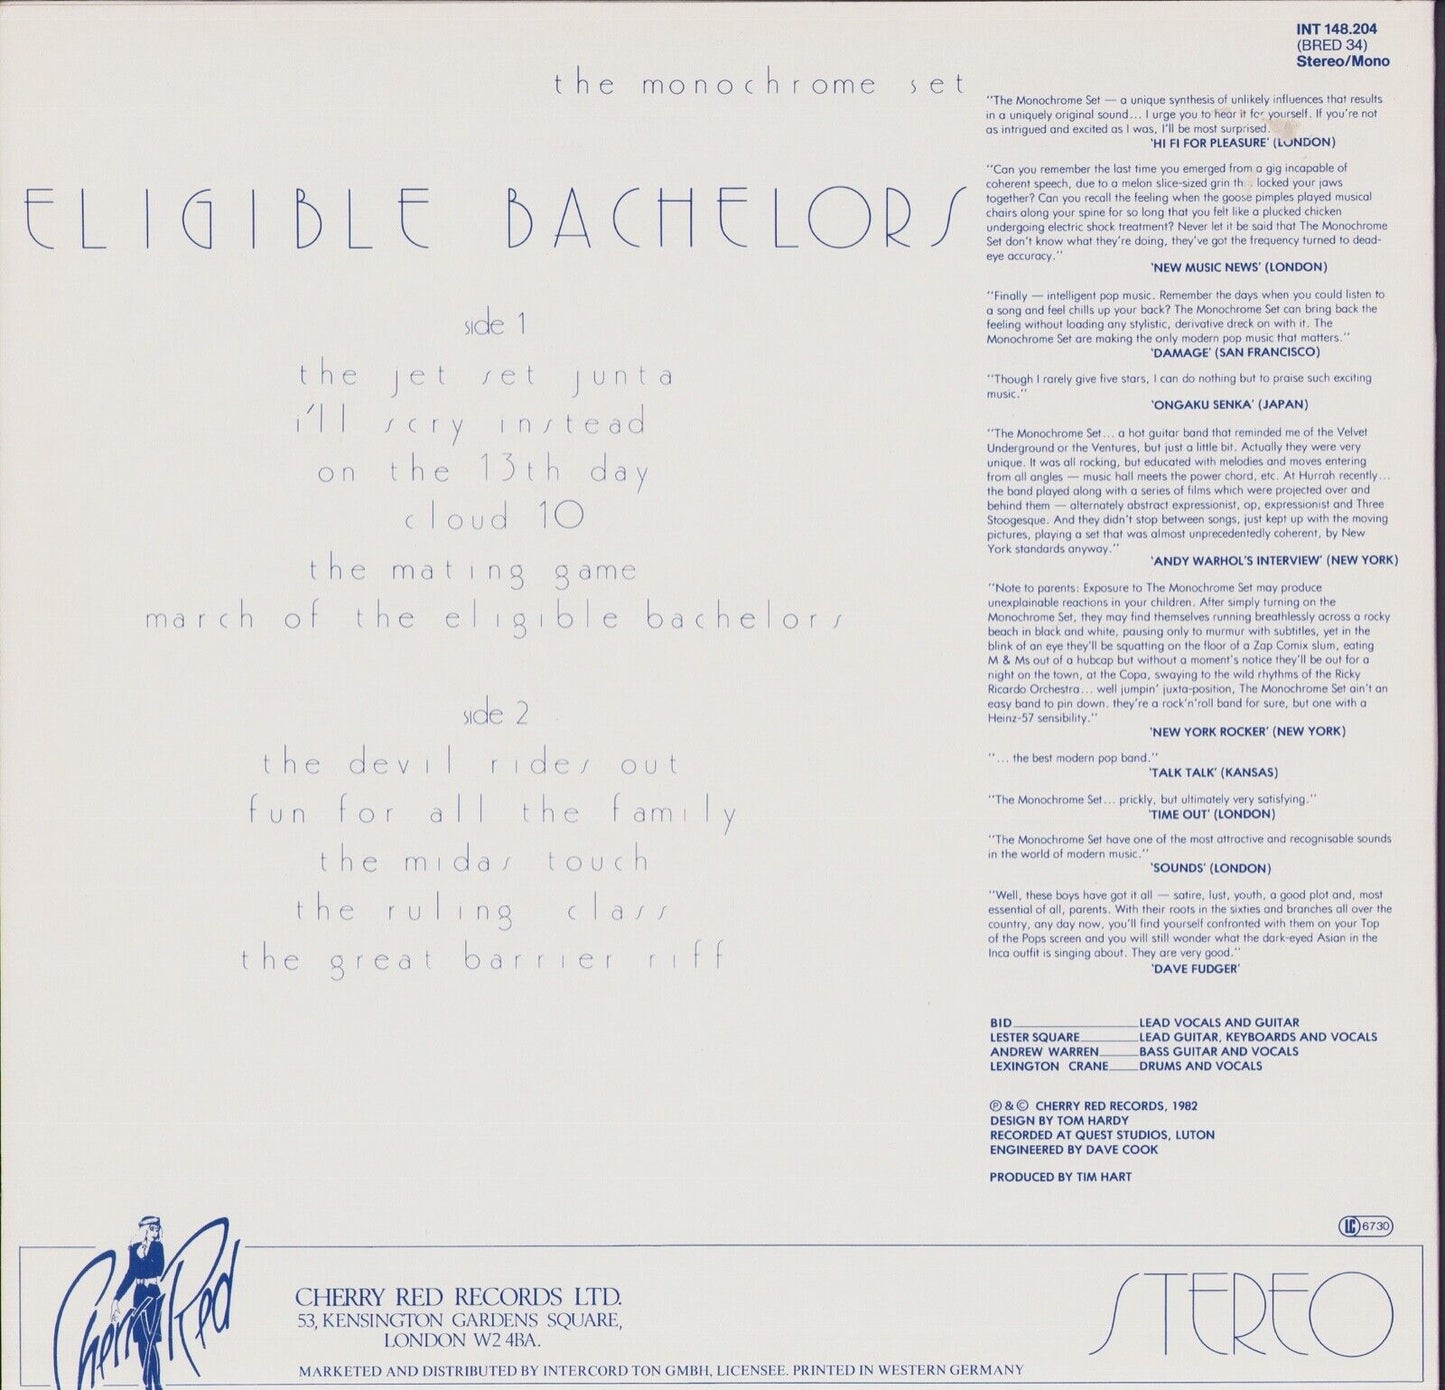 INT 148.204
(BRED 34)
Stereo/Mono
the monochrome set
ELIGIBLE BACHELORS
side 1
the jet set junta
i'll scry instead
on the 13th day
cloud 10
the mating game
march of the eligible bachelors
side 2
the devil rides out
fun for all the family
the midas touch
the ruling class
the great barrier riff
"The Monochrome Set — a unique synthesis of unlikely influences that results
in a uniquely original sound... I urge you to hear it for yourself. If you're not
as intrigued and excited as I was, I'll be most surprised.
'HI FI FOR PLEASURE' (LONDON)
"Can you remember the last time you emerged from a gig incapable of
coherent speech, due to a melon slice-sized grin th locked your jaws
together? Can you recall the feeling when the goose pimples played musical
chairs along your spine for so long that you felt like a plucked chicken
undergoing electric shock treatment? Never let it be said that The Monochrome
Set don't know what they're doing, they've got the frequency turned to dead-
eye accuracy."
'NEW MUSIC NEWS' (LONDON)
"Finally — intelligent pop music. Remember the days when you could listen to
a song and feel chills up your back? The Monochrome Set can bring back the
feeling without loading any stylistic, derivative dreck on with it. The
Monochrome Set are making the only modern pop music that matters."
'DAMAGE' (SAN FRANCISCO)
"Though I rarely give five stars, I can do nothing but to praise such exciting
music."
'ONGAKU SENKA' (JAPAN)
"The Monochrome Set... a hot guitar band that reminded me of the Velvet
Underground or the Ventures, but just a little bit. Actually they were very
unique. It was all rocking, but educated with melodies and moves entering
from all angles — music hall meets the power chord, etc. At Hurrah recently...
the band played along with a series of films which were projected over and
behind them — alternately abstract expressionist, op, expressionist and Three
Stoogesque. And they didn't stop between songs, just kept up with the moving
pictures, playing a set that was almost unprecedentedly coherent, by New
York standards anyway."
'ANDY WARHOL'S INTERVIEW' (NEW YORK)
"Note to parents: Exposure to The Monochrome Set may produce
unexplainable reactions in your children. After simply turning on the
Monochrome Set, they may find themselves running breathlessly across a rocky
beach in black and white, pausing only to murmur with subtitles, yet in the
blink of an eye they'll be squatting on the floor of a Zap Comix slum, eating
M & Ms out of a hubcap but without a moment's notice they'll be out for a
night on the town, at the Copa, swaying to the wild rhythms of the Ricky
Ricardo Orchestra... well jumpin' juxta-position, The Monochrome Set ain't an
easy band to pin down. they're a rock'n'roll band for sure, but one with a
Heinz-57 sensibility."
'NEW YORK ROCKER' (NEW YORK)
"... the best modern pop band."
'TALK TALK' (KANSAS)
"The Monochrome Set... prickly, but ultimately very satisfying."
'TIME OUT' (LONDON)
"The Monochrome Set have one of the most attractive and recognisable sounds
in the world of modern music."
'SOUNDS' (LONDON)
"Well, these boys have got it all — satire, lust, youth, a good plot and, most
essential of all, parents. With their roots in the sixties and branches all over the
country, any day now, you'll find yourself confronted with them on your Top
of the Pops screen and you will still wonder what the dark-eyed Asian in the
Inca outfit is singing about. They are very good."
'DAVE FUDGER'
BID LEAD VOCALS AND GUITAR
LESTER SQUARE LEAD GUITAR, KEYBOARDS AND VOCALS
ANDREW WARREN BASS GUITAR AND VOCALS
LEXINGTON CRANE DRUMS AND VOCALS
℗ & © CHERRY RED RECORDS, 1982
DESIGN BY TOM HARDY
RECORDED AT QUEST STUDIOS, LUTON
ENGINEERED BY DAVE COOK
PRODUCED BY TIM HART
LC 6730
Cherry Red
CHERRY RED RECORDS LTD.
53, KENSINGTON GARDENS SQUARE,
LONDON W2 4BA.
MARKETED AND DISTRIBUTED BY INTERCORD TON GMBH, LICENSEE. PRINTED IN WESTERN GERMANY
STEREO